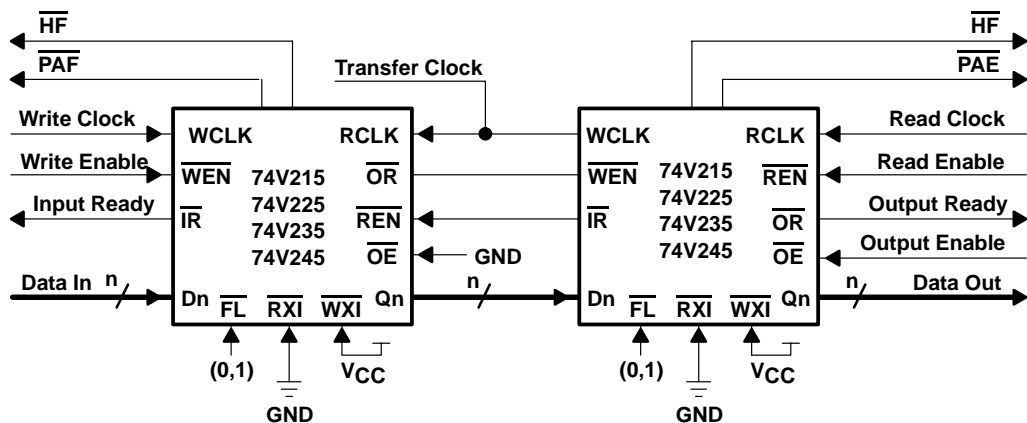 HF HF
PAF Transfer Clock PAE
Write Clock WCLK RCLK WCLK RCLK Read Clock
Write Enable WEN 74V215 OR WEN 74V215 REN Read Enable
74V225 74V225
Input Ready IR 74V235 REN IR 74V235 OR Output Ready
74V245 OE GND 74V245 OE Output Enable
Data In n Dn Qn n Dn Qn n Data Out
FL RXI WXI FL RXI WXI
(0,1) VCC (0,1) VCC
GND GND